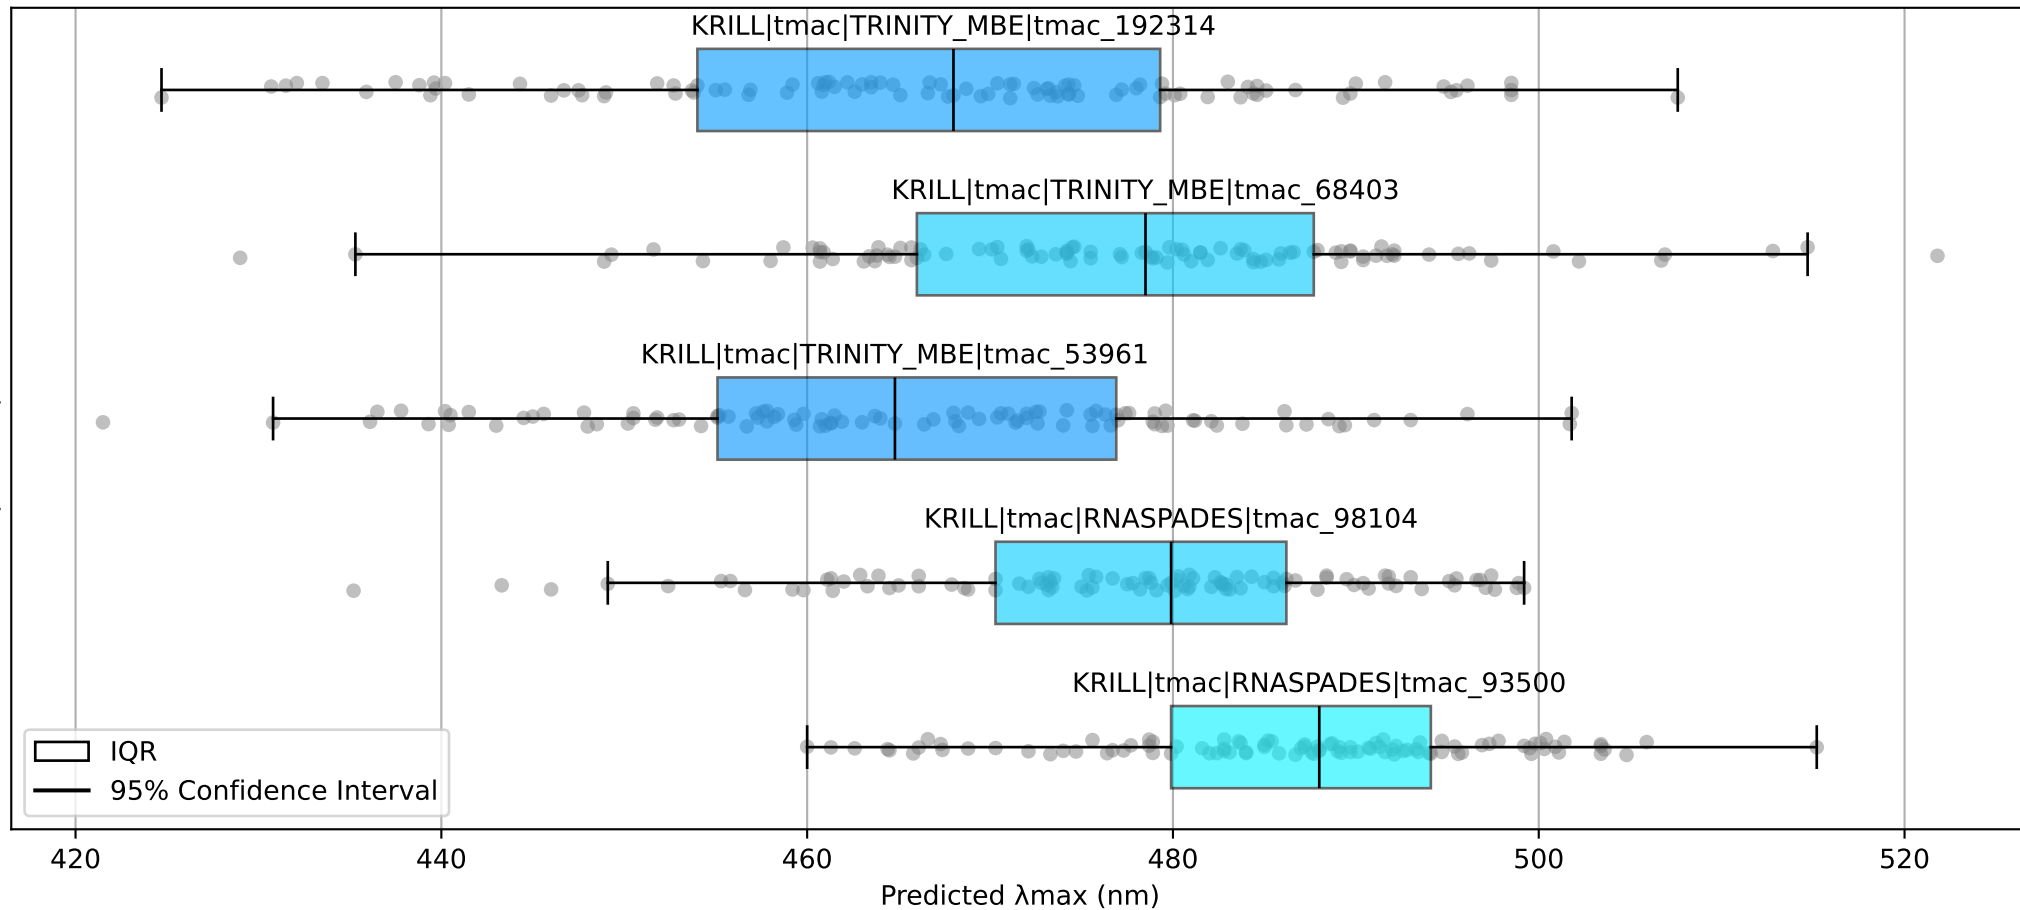 KRILL|tmac|TRINITY_MBE|tmac_192314
KRILL|tmac|TRINITY_MBE|tmac_68403
KRILL|tmac|TRINITY_MBE|tmac_53961
KRILL|tmac|RNASPADES|tmac_98104
KRILL|tmac|RNASPADES|tmac_93500
IQR
95% Confidence Interval
420 440 460 480 500 520
Predicted λmax (nm)